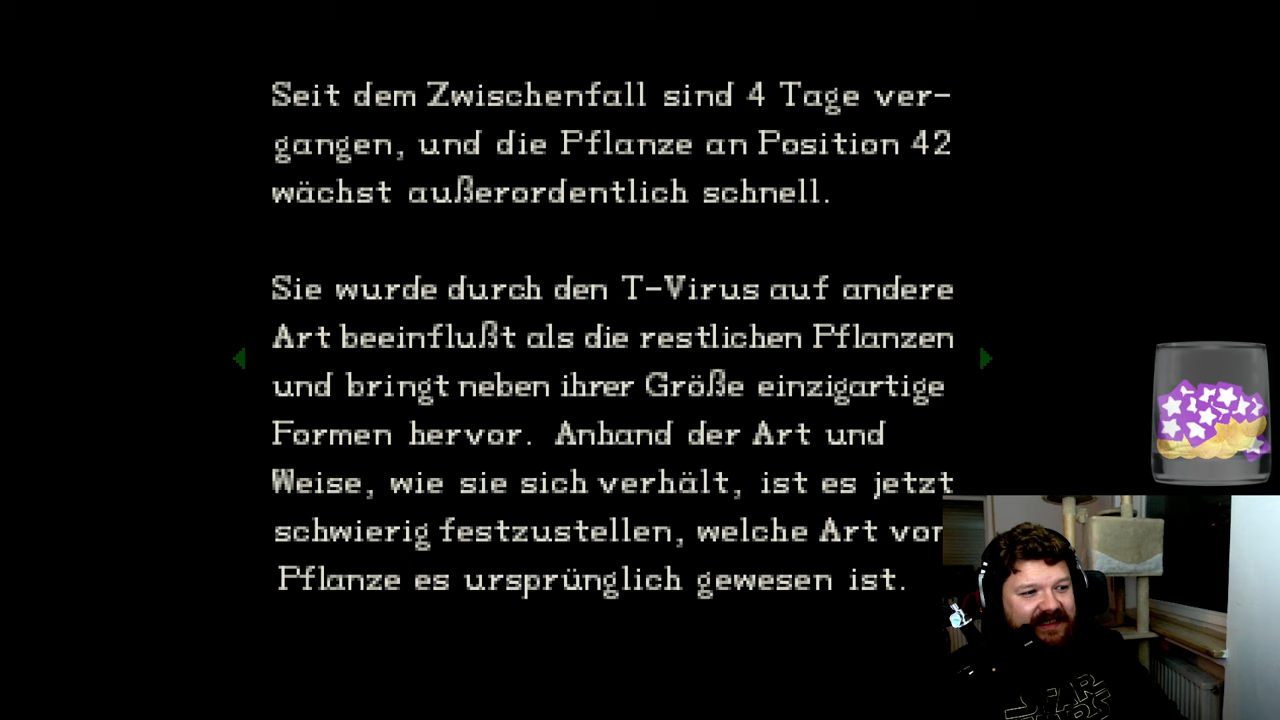 Seit dem Zwischenfall sind 4 Tage ver-
gangen, und die Pflanze an Position 42
wächst außerordentlich schnell.
Sie wurde durch den T-Virus auf andere
Art beeinflußt als die restlichen Pflanzen
und bringt neben ihrer Größe einzigartige
Formen hervor. Anhand der Art und
Weise, wie sie sich verhält, ist es jetzt
schwierig festzustellen, welche Art von
Pflanze es ursprünglich gewesen ist.